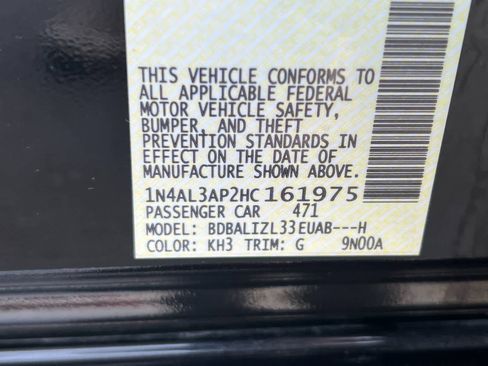 THIS VEHICLE CONFORMS TO
ALL APPLICABLE FEDERAL
MOTOR VEHICLE SAFETY,
BUMPER, AND THEFT
PREVENTION STANDARDS IN
EFFECT ON THE DATE OF
MANUFACTURE SHOWN ABOVE.
1N4AL3AP2HC161975
PASSENGER CAR 471
MODEL: BDBALIZL33EUAB---H
COLOR: KH3 TRIM: G 9N00A